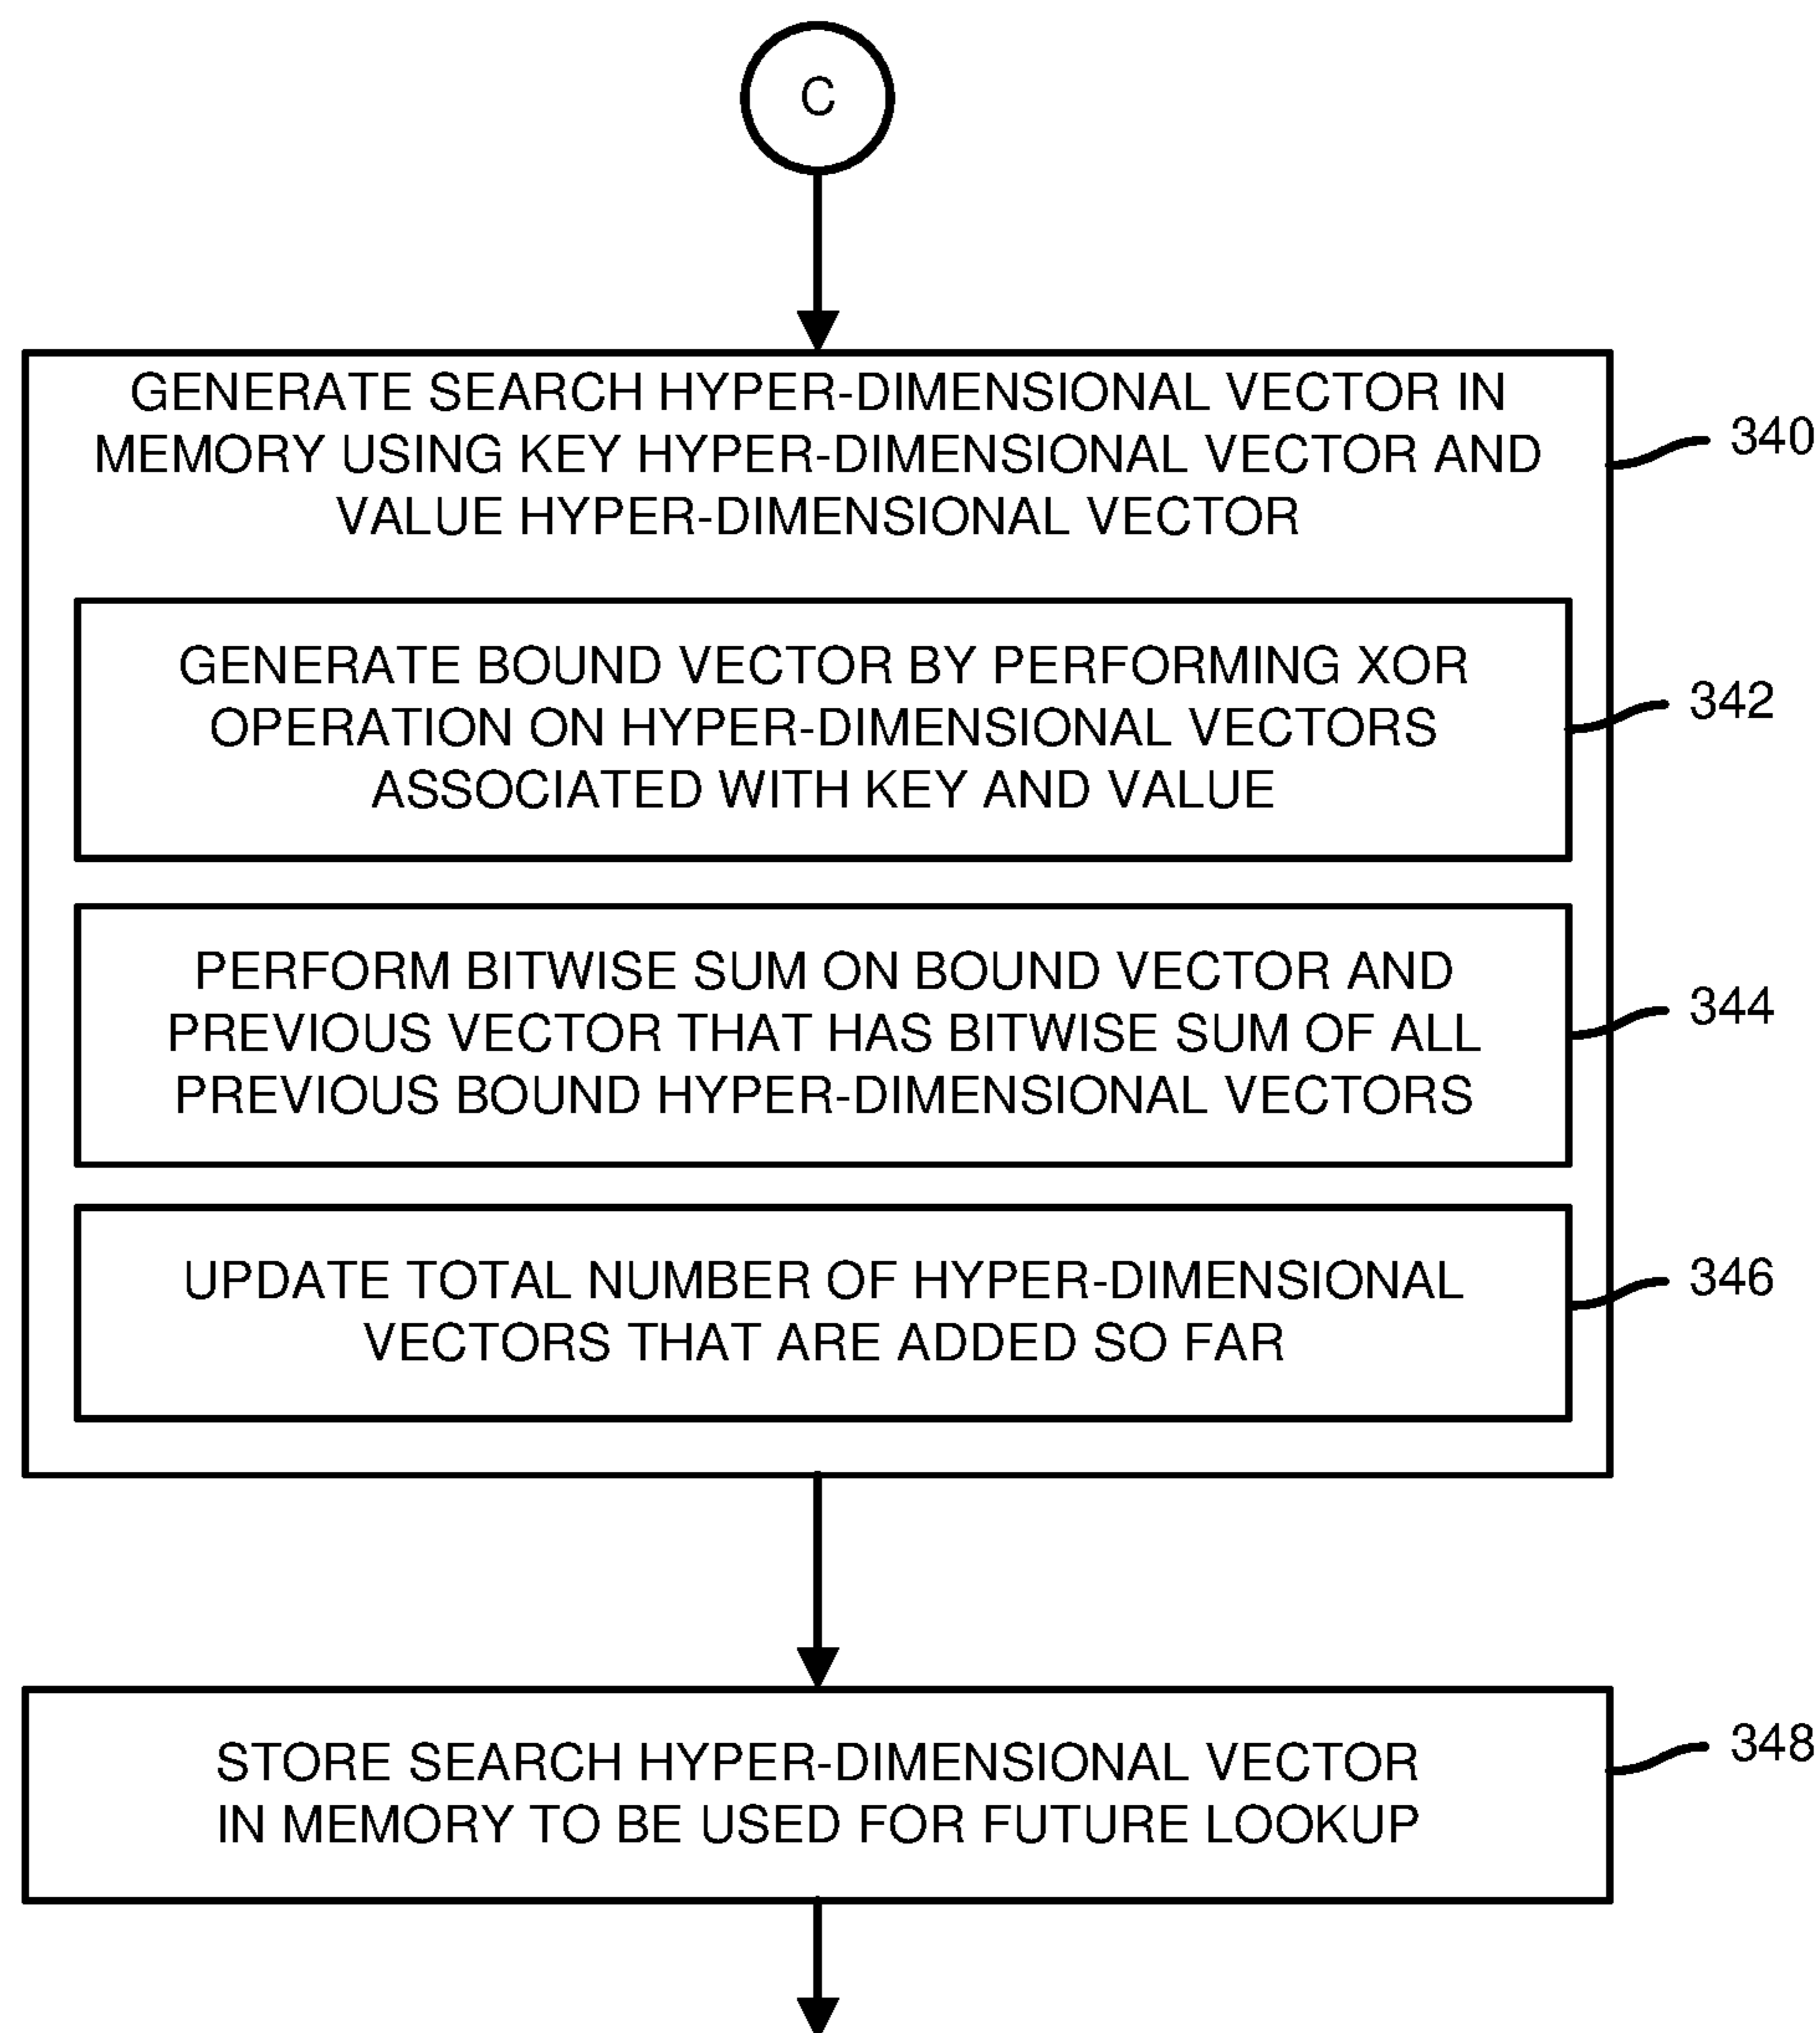 C
GENERATE SEARCH HYPER-DIMENSIONAL VECTOR IN
MEMORY USING KEY HYPER-DIMENSIONAL VECTOR AND
VALUE HYPER-DIMENSIONAL VECTOR
340
GENERATE BOUND VECTOR BY PERFORMING XOR
OPERATION ON HYPER-DIMENSIONAL VECTORS
ASSOCIATED WITH KEY AND VALUE
342
PERFORM BITWISE SUM ON BOUND VECTOR AND
PREVIOUS VECTOR THAT HAS BITWISE SUM OF ALL
PREVIOUS BOUND HYPER-DIMENSIONAL VECTORS
344
UPDATE TOTAL NUMBER OF HYPER-DIMENSIONAL
VECTORS THAT ARE ADDED SO FAR
346
STORE SEARCH HYPER-DIMENSIONAL VECTOR
IN MEMORY TO BE USED FOR FUTURE LOOKUP
348